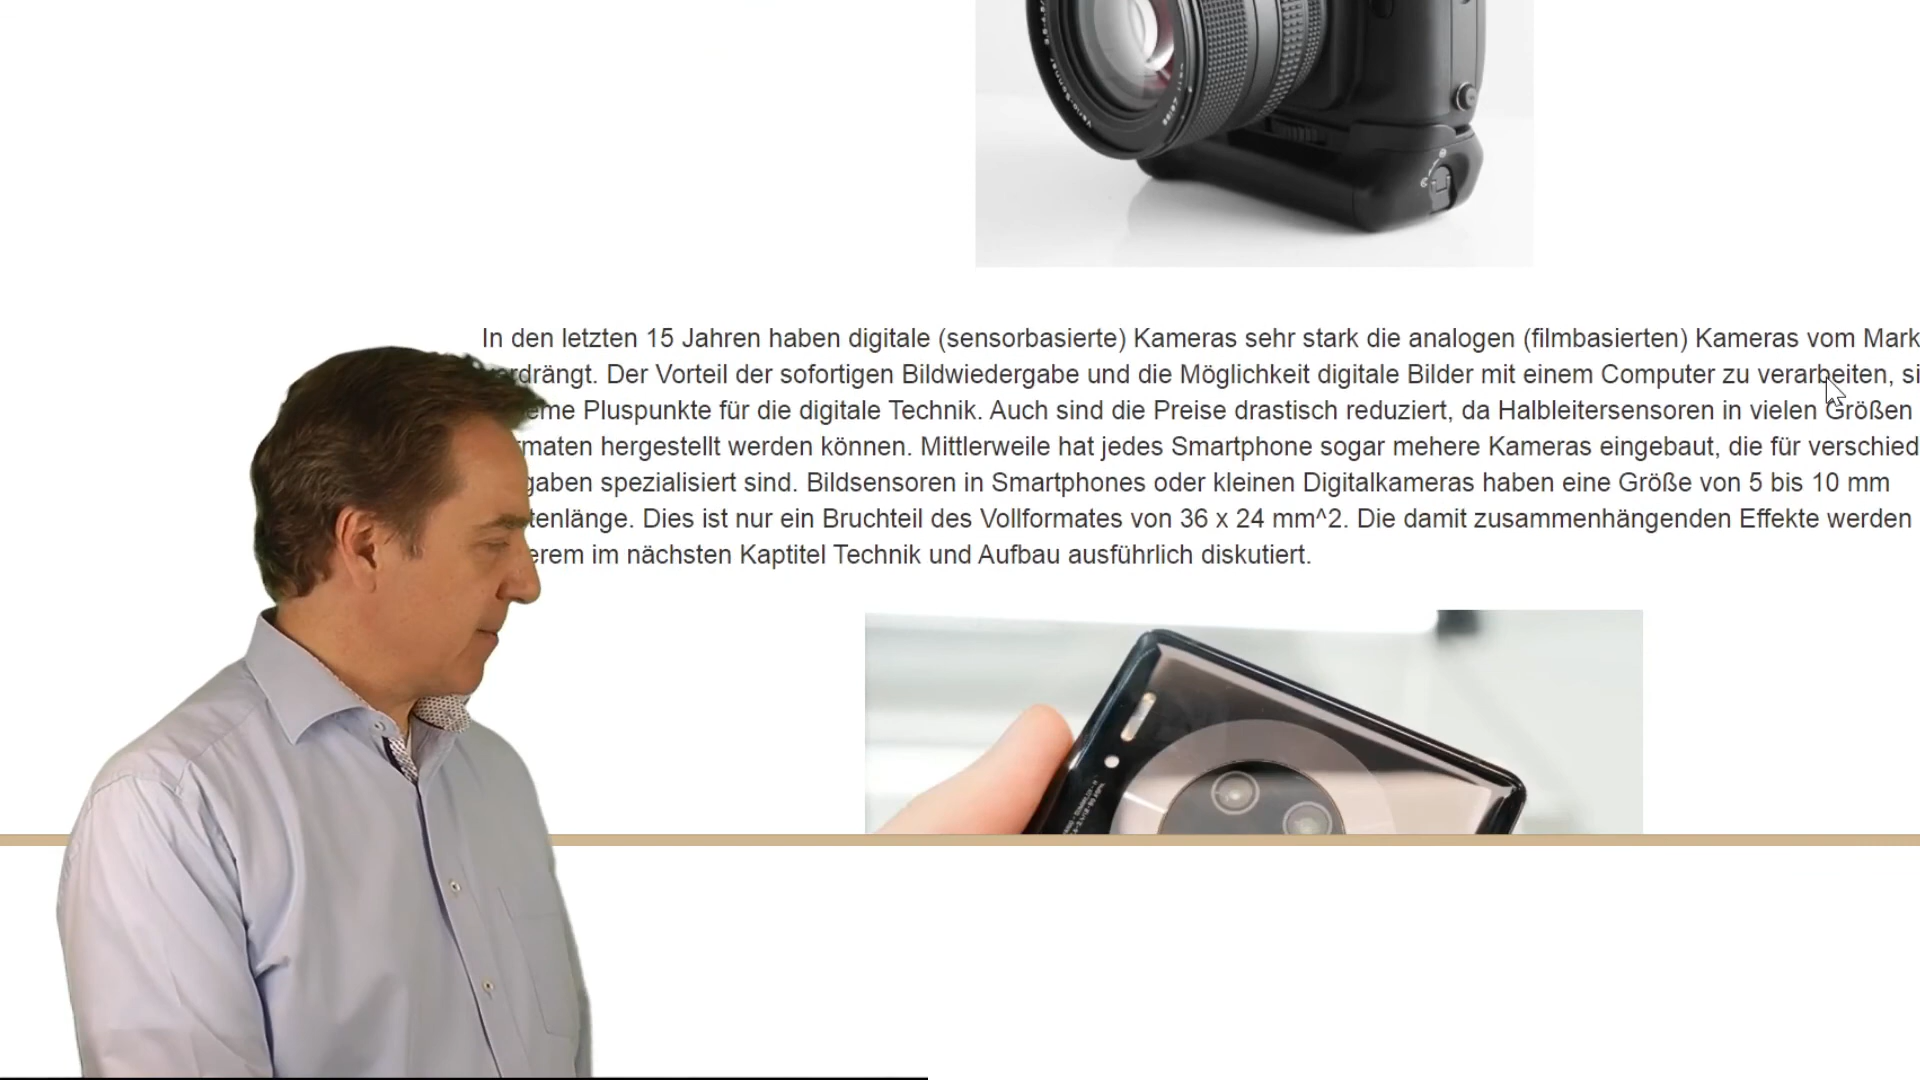 Vario-Sonnar
In den letzten 15 Jahren haben digitale (sensorbasierte) Kameras sehr stark die analogen (filmbasierten) Kameras vom Mark
verdrängt. Der Vorteil der sofortigen Bildwiedergabe und die Möglichkeit digitale Bilder mit einem Computer zu verarbeiten, si
eme Pluspunkte für die digitale Technik. Auch sind die Preise drastisch reduziert, da Halbleitersensoren in vielen Größen
rmaten hergestellt werden können. Mittlerweile hat jedes Smartphone sogar mehere Kameras eingebaut, die für verschied
gaben spezialisiert sind. Bildsensoren in Smartphones oder kleinen Digitalkameras haben eine Größe von 5 bis 10 mm
tenlänge. Dies ist nur ein Bruchteil des Vollformates von 36 x 24 mm^2. Die damit zusammenhängenden Effekte werden
erem im nächsten Kaptitel Technik und Aufbau ausführlich diskutiert.